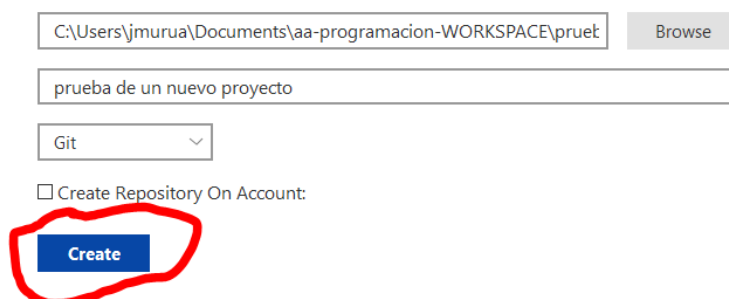 C:\Users\jmurua\Documents\aa-programacion-WORKSPACE\prueb
Browse
prueba de un nuevo proyecto
Git
Create Repository On Account:
Create